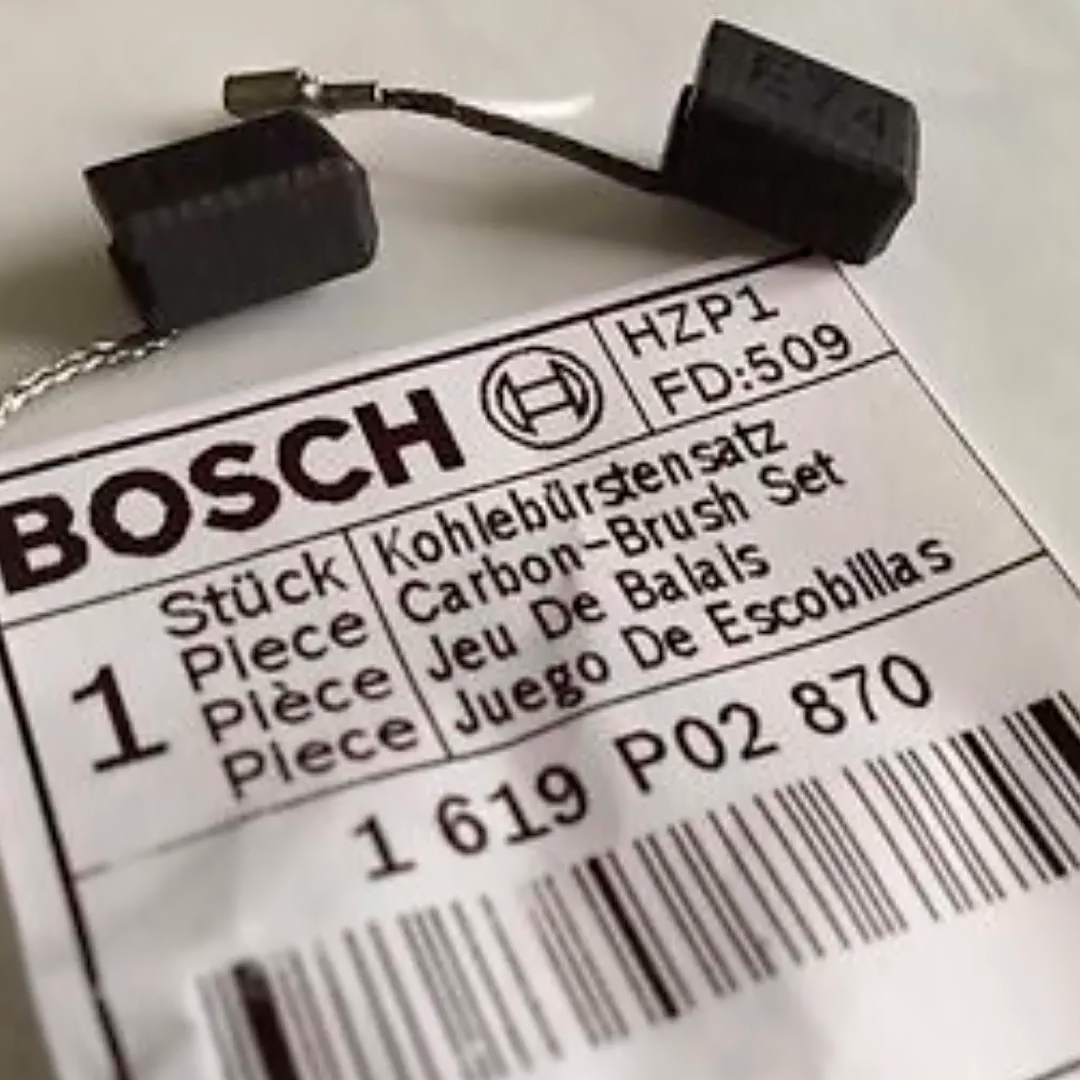 E74
BOSCH
HZP1
FD:509
1
Stück
Piece
Pièce
Piece
Kohlebürstensatz
Carbon-Brush Set
Jeu De Balais
Juego De Escobillas
1 619 P02 870